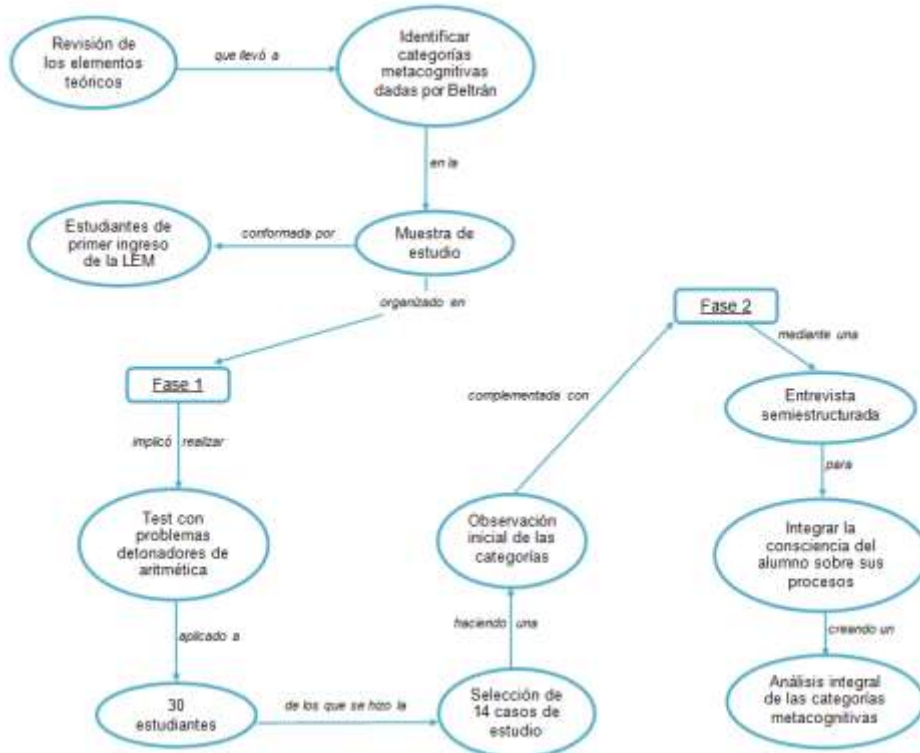 Revisión de
los elementos
teóricos
que llevó a
Identificar
categorías
metacognitivas
dadas por Beltrán
en la
Muestra de
estudio
conformada por
Estudiantes de
primer ingreso
de la LEM
organizado en
Fase 1
implicó realizar
Test con
problemas
detonadores de
aritmética
aplicado a
30
estudiantes
de los que se hizo la
Selección de
14 casos de
estudio
haciendo una
Observación
inicial de las
categorías
complementada con
Fase 2
mediante una
Entrevista
semiestructurada
para
Integrar la
consciencia del
alumno sobre sus
procesos
creando un
Análisis integral
de las categorías
metacognitivas